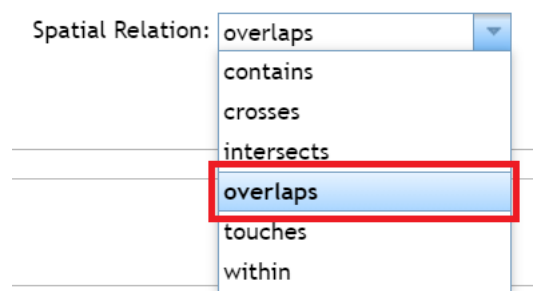 Spatial Relation: overlaps
contains
crosses
intersects
overlaps
touches
within